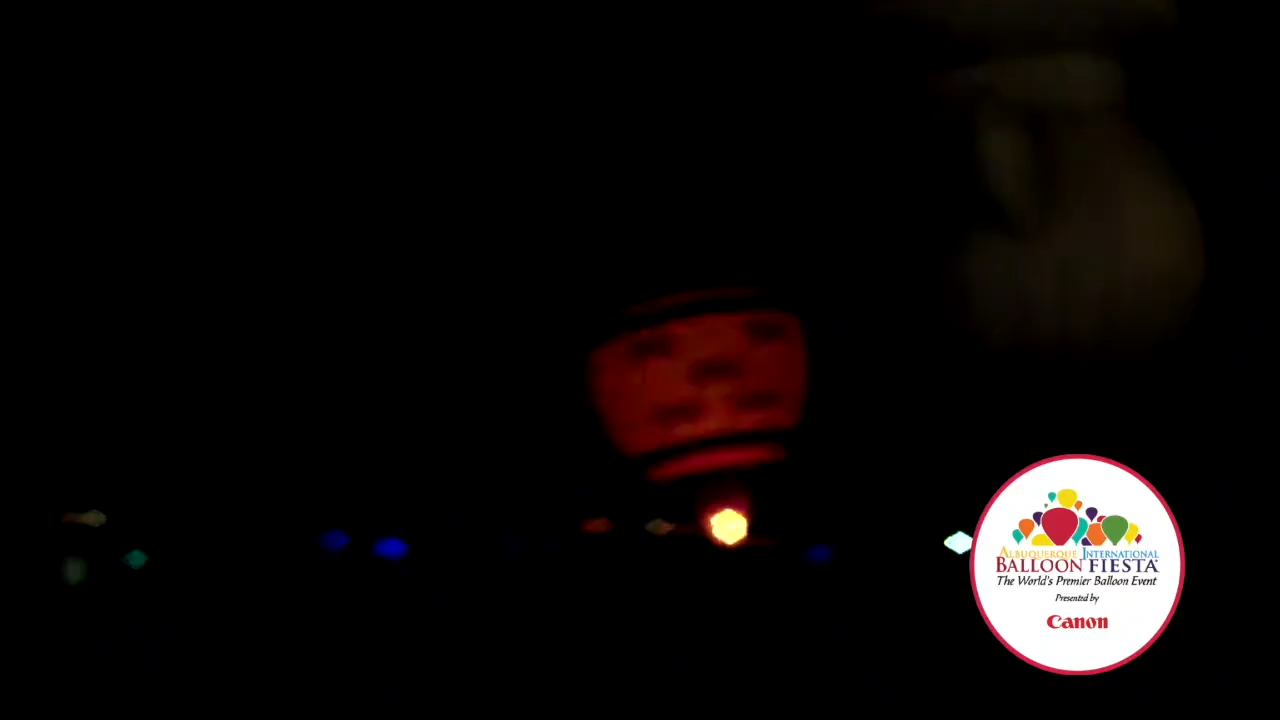 ALBUQUERQUE INTERNATIONAL
BALLOON FIESTA
The World's Premier Balloon Event
Presented by
Canon